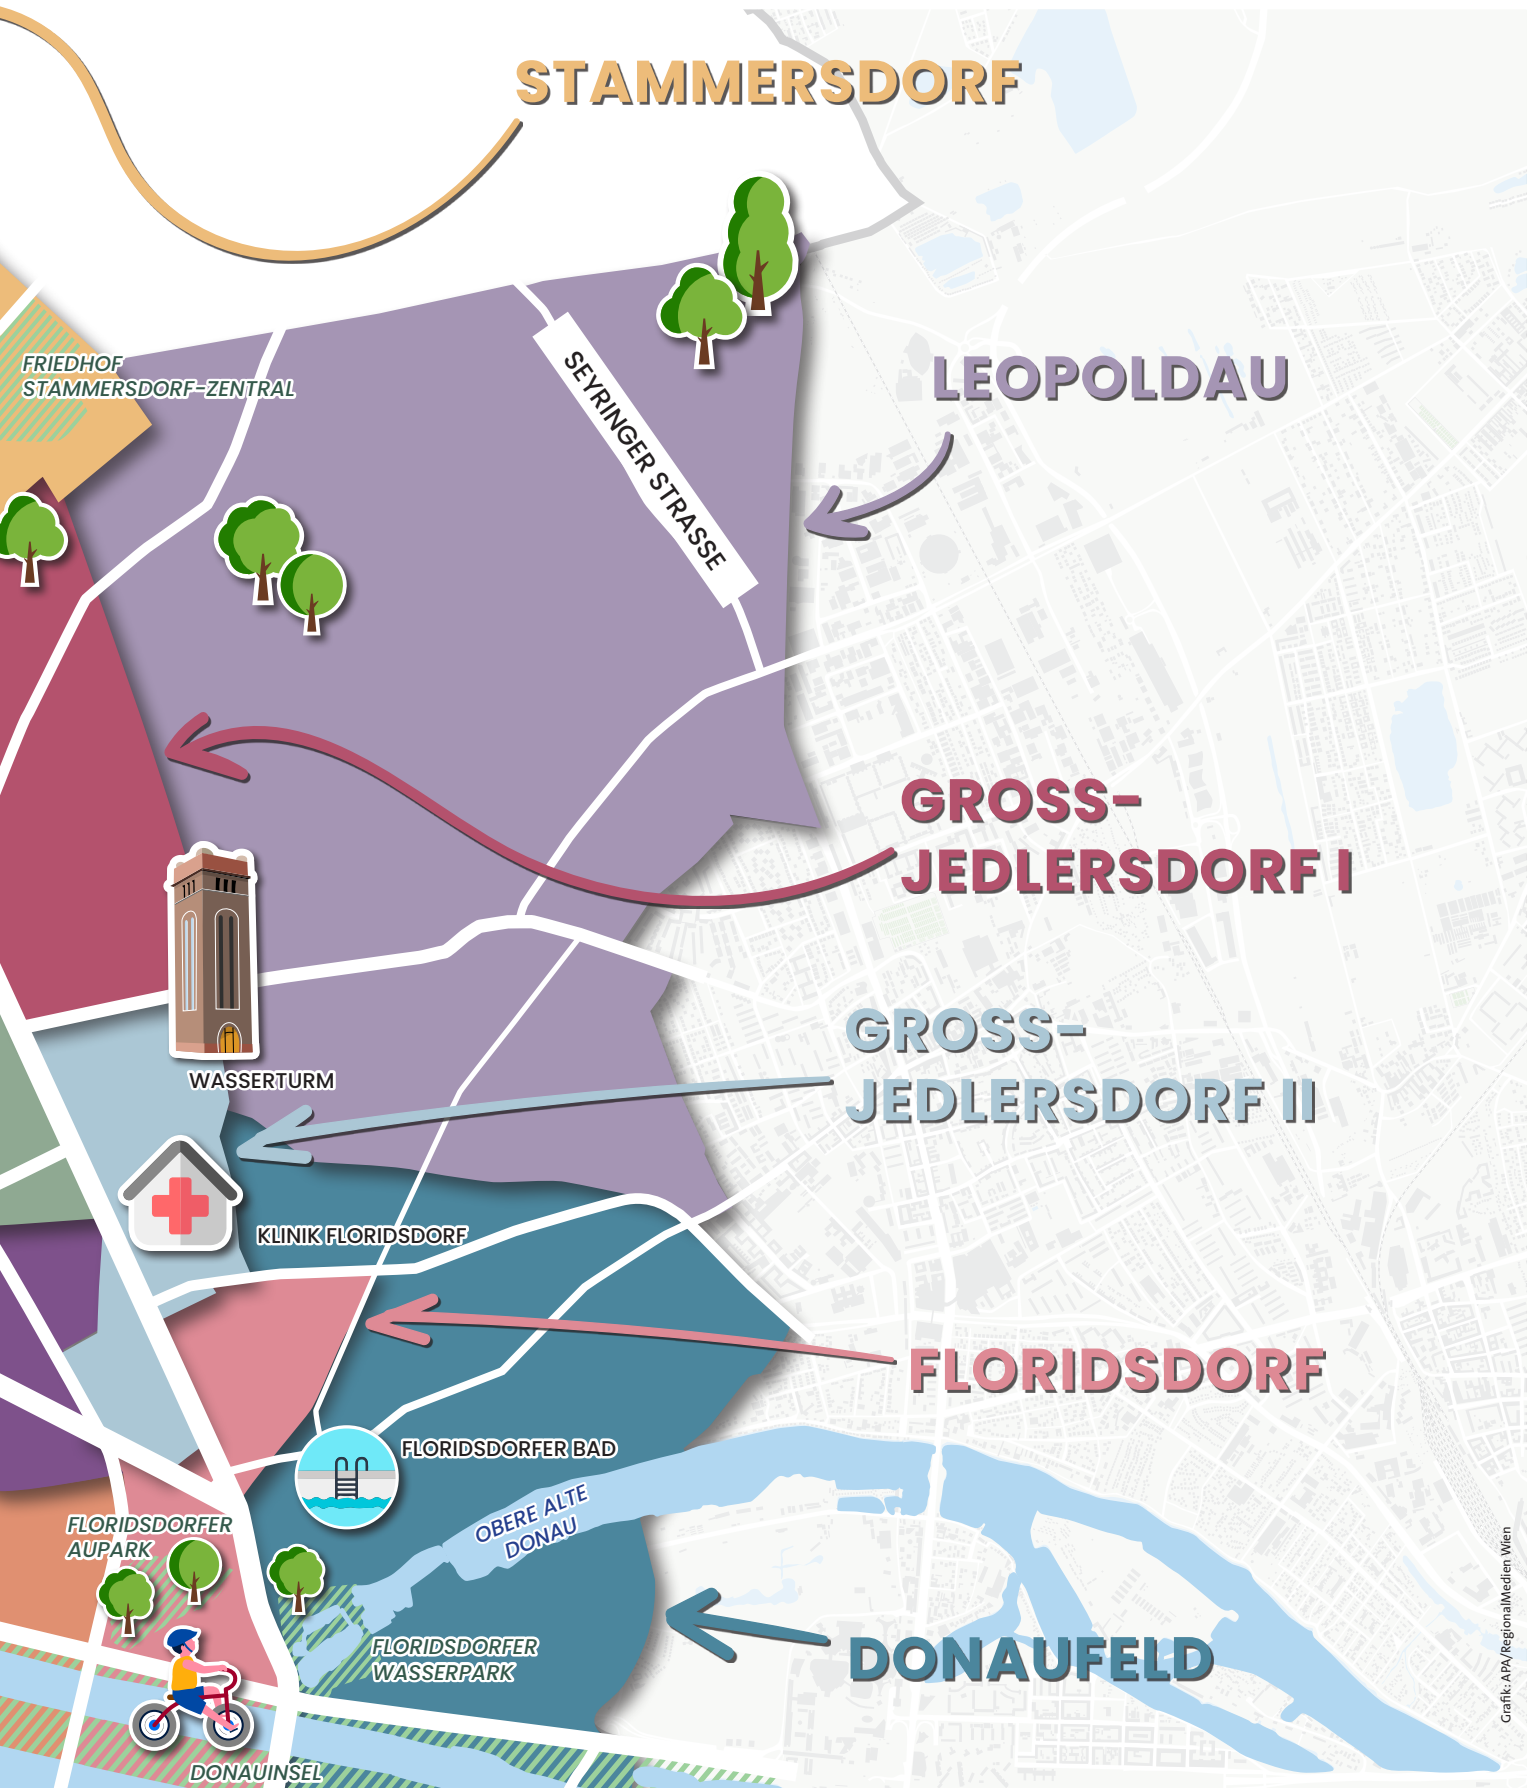 STAMMERSDORF
FRIEDHOF
STAMMERSDORF-ZENTRAL
SEYRINGER STRASSE
LEOPOLDAU
GROSS-
JEDLERSDORF I
GROSS-
JEDLERSDORF II
WASSERTURM
KLINIK FLORIDSDORF
FLORIDSDORF
FLORIDSDORFER BAD
OBERE ALTE
DONAU
FLORIDSDORFER
AUPARK
FLORIDSDORFER
WASSERPARK
DONAUFELD
DONAUINSEL
Grafik: APA/RegionalMedien Wien